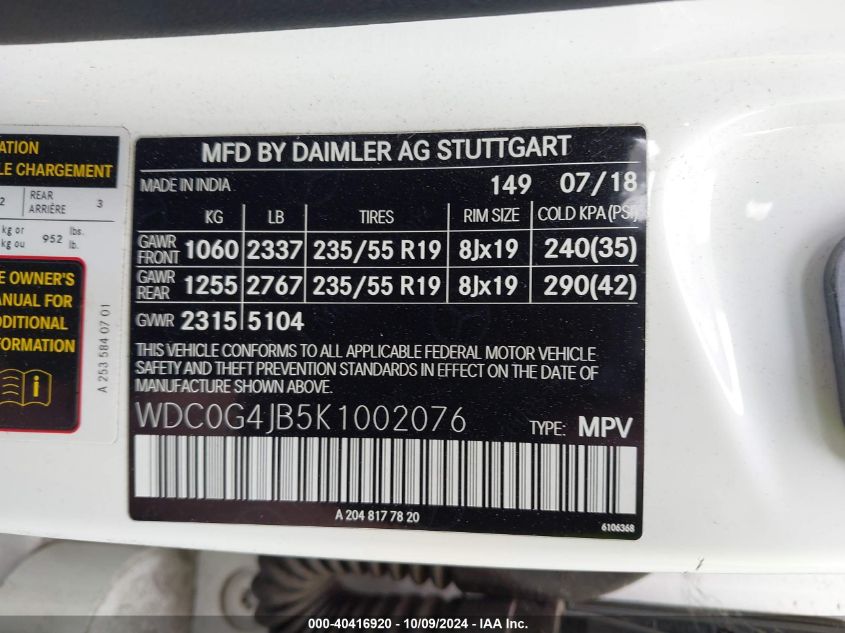 ATION
LE CHARGEMENT
2 REAR ARRIÈRE 3
kg or
kg ou 952 lbs.
lb.
E OWNER'S
ANUAL FOR
DDITIONAL
FORMATION
A 253 584 07 01
MFD BY DAIMLER AG STUTTGART
MADE IN INDIA 149 07/18
KG LB TIRES RIM SIZE COLD KPA (PSI)
GAWR FRONT 1060 2337 235/55 R19 8Jx19 240(35)
GAWR REAR 1255 2767 235/55 R19 8Jx19 290(42)
GVWR 2315 5104
THIS VEHICLE CONFORMS TO ALL APPLICABLE FEDERAL MOTOR VEHICLE
SAFETY AND THEFT PREVENTION STANDARDS IN EFFECT ON THE DATE OF
MANUFACTURE SHOWN ABOVE.
WDC0G4JB5K1002076 TYPE: MPV
A 204 817 78 20
6106368
000-40416920 - 10/09/2024 - IAA Inc.